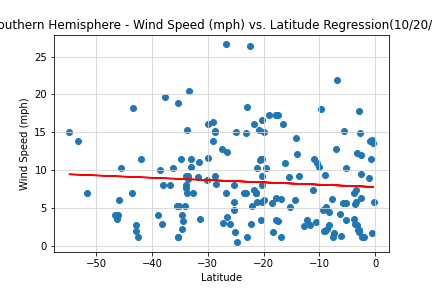 outhern Hemisphere - Wind Speed (mph) vs. Latitude Regression(10/20/
Wind Speed (mph)
25
20
15
10
5
0
−50 −40 −30 −20 −10 0
Latitude